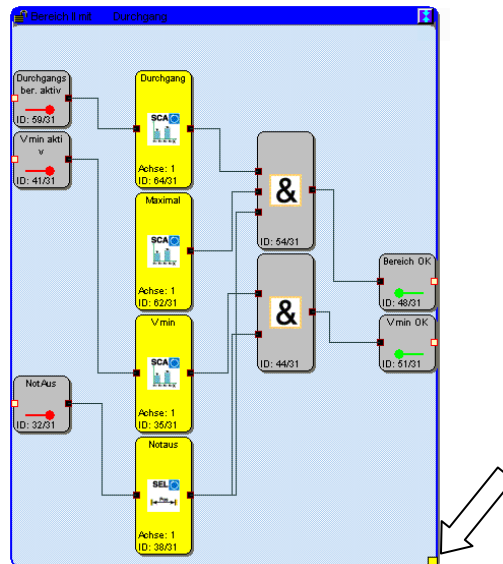 Bereich II mit Durchgang
Durchgangs
ber. aktiv
ID: 59/31
Vmin akti
v
ID: 41/31
NotAus
ID: 32/31
Durchgang
SCA
Achse: 1
ID: 64/31
Maximal
SCA
Achse: 1
ID: 62/31
Vmin
SCA
Achse: 1
ID: 35/31
Notaus
SEL
Achse: 1
ID: 38/31
&
ID: 54/31
&
ID: 44/31
Bereich OK
ID: 48/31
Vmin OK
ID: 51/31